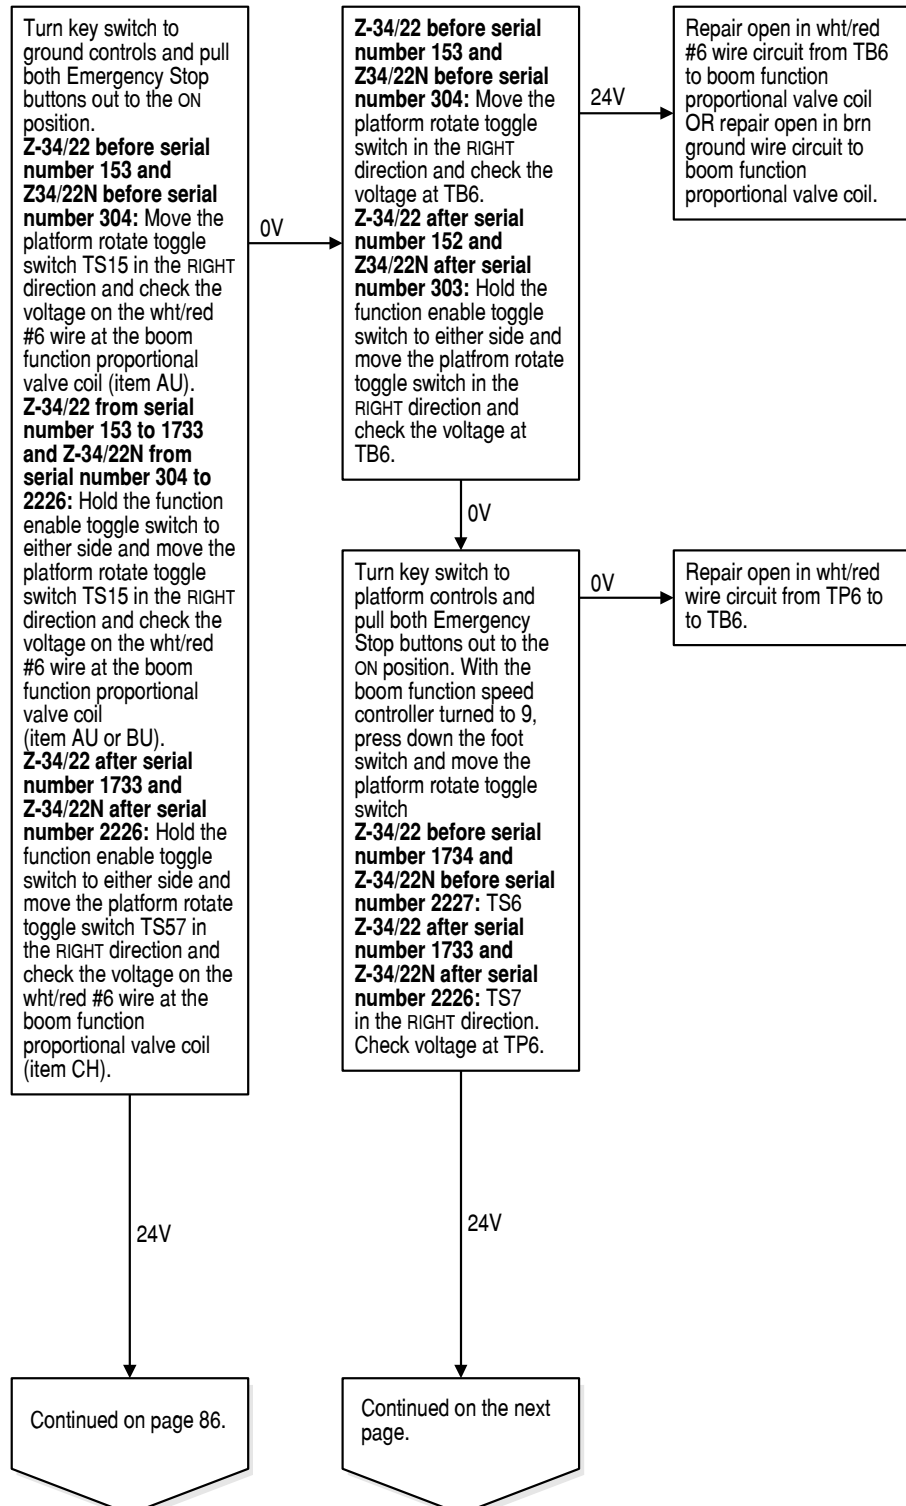 Turn key switch to
ground controls and pull
both Emergency Stop
buttons out to the ON
position.
Z-34/22 before serial
number 153 and
Z34/22N before serial
number 304: Move the
platform rotate toggle
switch TS15 in the RIGHT
direction and check the
voltage on the wht/red
#6 wire at the boom
function proportional
valve coil (item AU).
Z-34/22 from serial
number 153 to 1733
and Z-34/22N from
serial number 304 to
2226: Hold the function
enable toggle switch to
either side and move the
platform rotate toggle
switch TS15 in the RIGHT
direction and check the
voltage on the wht/red
#6 wire at the boom
function proportional
valve coil
(item AU or BU).
Z-34/22 after serial
number 1733 and
Z-34/22N after serial
number 2226: Hold the
function enable toggle
switch to either side and
move the platform rotate
toggle switch TS57 in
the RIGHT direction and
check the voltage on the
wht/red #6 wire at the
boom function
proportional valve coil
(item CH).
0V
Z-34/22 before serial
number 153 and
Z34/22N before serial
number 304: Move the
platform rotate toggle
switch in the RIGHT
direction and check the
voltage at TB6.
Z-34/22 after serial
number 152 and
Z34/22N after serial
number 303: Hold the
function enable toggle
switch to either side and
move the platfrom rotate
toggle switch in the
RIGHT direction and
check the voltage at
TB6.
24V
Repair open in wht/red
#6 wire circuit from TB6
to boom function
proportional valve coil
OR repair open in brn
ground wire circuit to
boom function
proportional valve coil.
0V
Turn key switch to
platform controls and
pull both Emergency
Stop buttons out to the
ON position. With the
boom function speed
controller turned to 9,
press down the foot
switch and move the
platform rotate toggle
switch
Z-34/22 before serial
number 1734 and
Z-34/22N before serial
number 2227: TS6
Z-34/22 after serial
number 1733 and
Z-34/22N after serial
number 2226: TS7
in the RIGHT direction.
Check voltage at TP6.
0V
Repair open in wht/red
wire circuit from TP6 to
to TB6.
24V
24V
Continued on page 86.
Continued on the next
page.